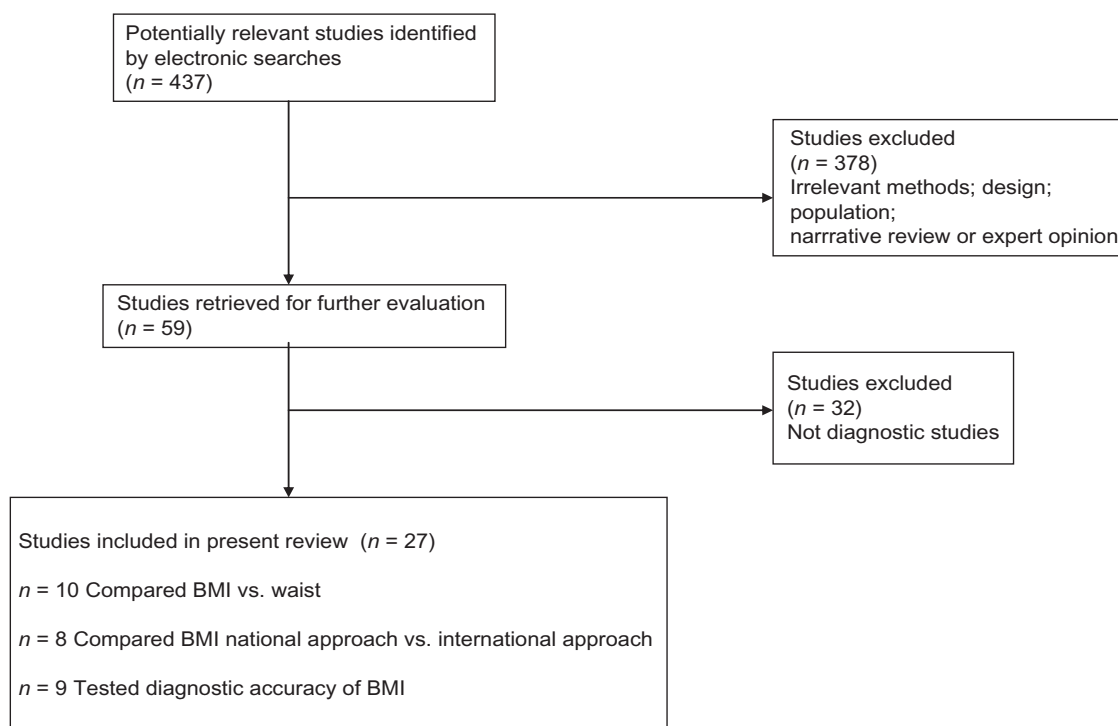 Potentially relevant studies identified
by electronic searches
(n = 437)
Studies excluded
(n = 378)
Irrelevant methods; design;
population;
narrrative review or expert opinion
Studies retrieved for further evaluation
(n = 59)
Studies excluded
(n = 32)
Not diagnostic studies
Studies included in present review (n = 27)
n = 10 Compared BMI vs. waist
n = 8 Compared BMI national approach vs. international approach
n = 9 Tested diagnostic accuracy of BMI